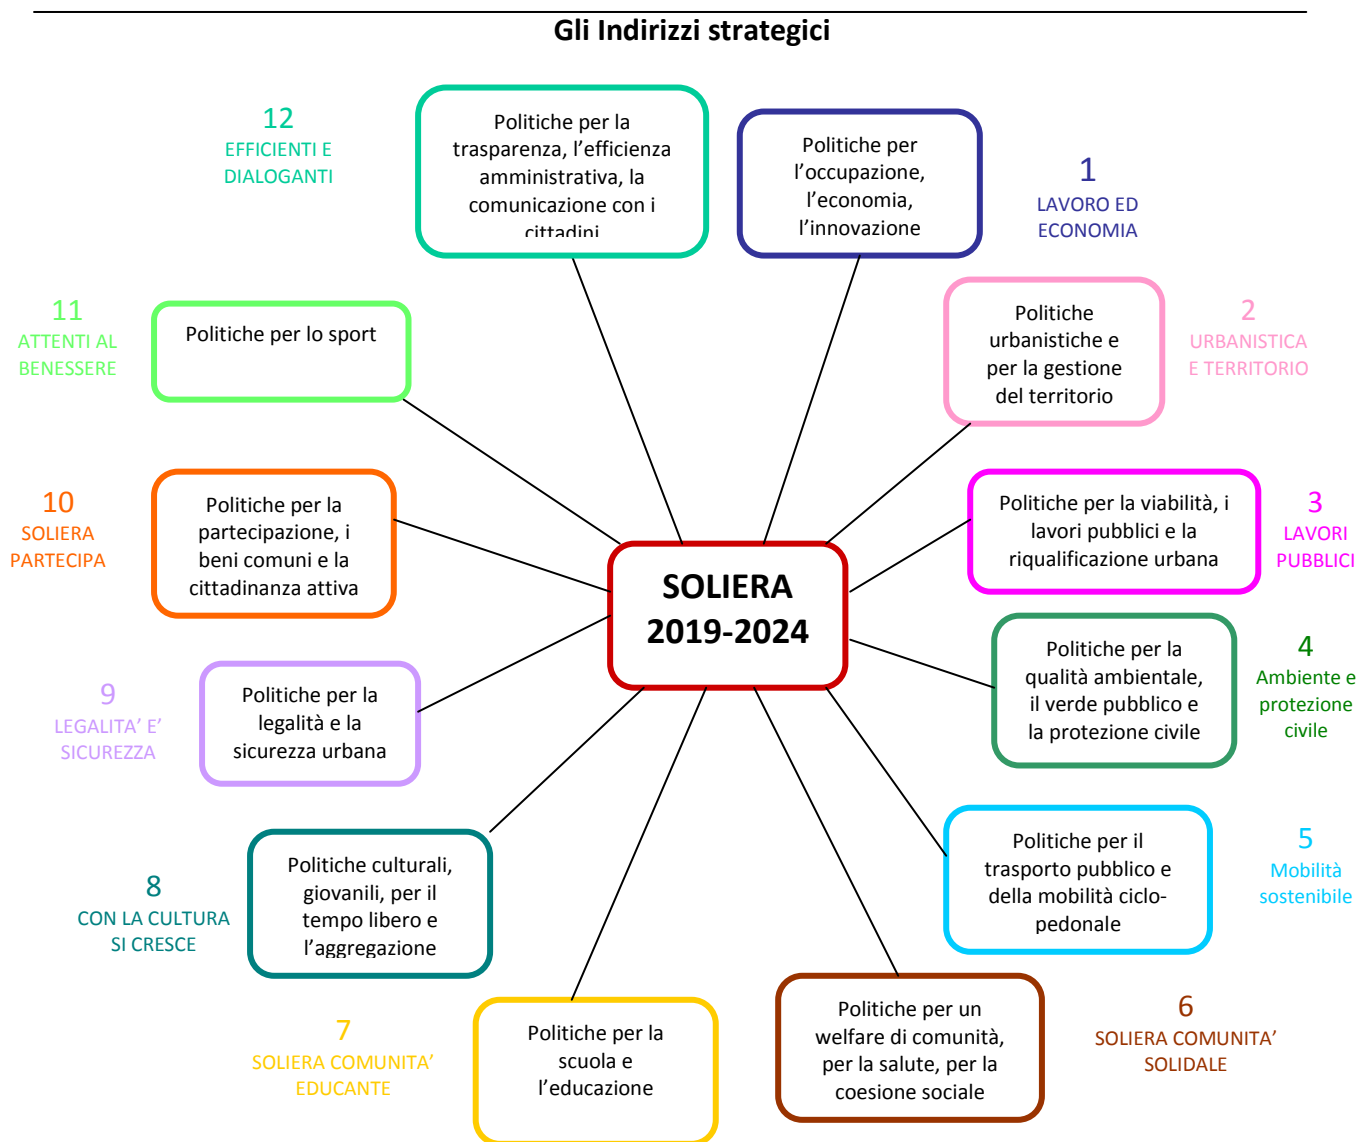 Gli Indirizzi strategici
12
EFFICIENTI E
DIALOGANTI
Politiche per la
trasparenza, l'efficienza
amministrativa, la
comunicazione con i
cittadini
Politiche per
l'occupazione,
l'economia,
l'innovazione
1
LAVORO ED
ECONOMIA
11
ATTENTI AL
BENESSERE
Politiche per lo sport
Politiche
urbanistiche e
per la gestione
del territorio
2
URBANISTICA
E TERRITORIO
10
SOLIERA
PARTECIPA
Politiche per la
partecipazione, i
beni comuni e la
cittadinanza attiva
Politiche per la viabilità, i
lavori pubblici e la
riqualificazione urbana
3
LAVORI
PUBBLICI
SOLIERA
2019-2024
9
LEGALITA' E'
SICUREZZA
Politiche per la
legalità e la
sicurezza urbana
Politiche per la
qualità ambientale,
il verde pubblico e
la protezione civile
4
Ambiente e
protezione
civile
8
CON LA CULTURA
SI CRESCE
Politiche culturali,
giovanili, per il
tempo libero e
l'aggregazione
Politiche per il
trasporto pubblico e
della mobilità ciclo-
pedonale
5
Mobilità
sostenibile
7
SOLIERA COMUNITA'
EDUCANTE
Politiche per la
scuola e
l'educazione
Politiche per un
welfare di comunità,
per la salute, per la
coesione sociale
6
SOLIERA COMUNITA'
SOLIDALE